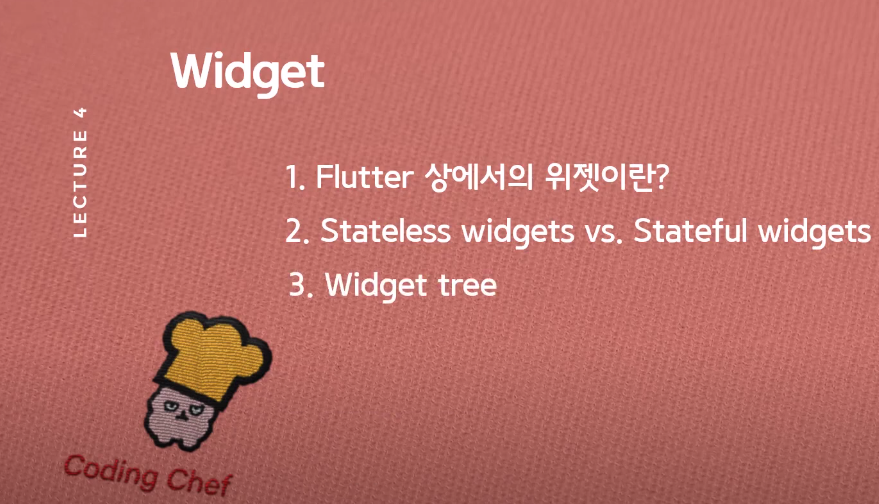 Widget
LECTURE 4
1. Flutter 상에서의 위젯이란?
2. Stateless widgets vs. Stateful widgets
3. Widget tree
Coding Chef